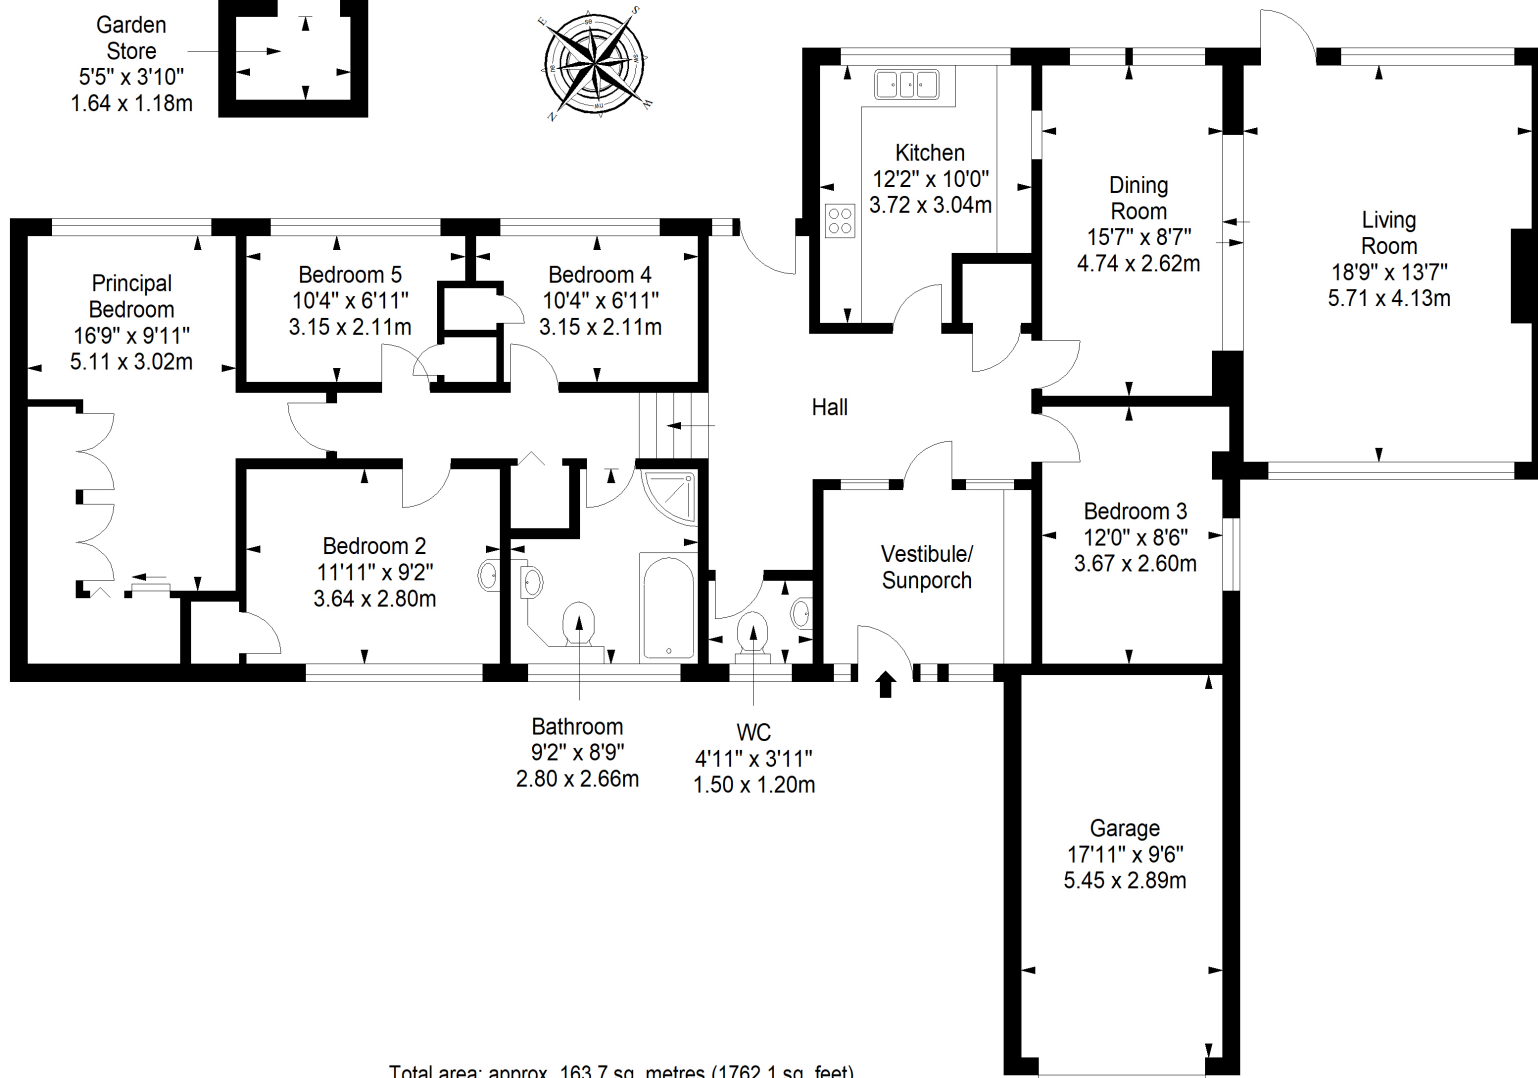 Garden
Store
5'5" x 3'10"
1.64 x 1.18m
E
S
N
W
se
sw
ne
nw
Kitchen
12'2" x 10'0"
3.72 x 3.04m
Dining
Room
15'7" x 8'7"
4.74 x 2.62m
Living
Room
18'9" x 13'7"
5.71 x 4.13m
Principal
Bedroom
16'9" x 9'11"
5.11 x 3.02m
Bedroom 5
10'4" x 6'11"
3.15 x 2.11m
Bedroom 4
10'4" x 6'11"
3.15 x 2.11m
Hall
Bedroom 2
11'11" x 9'2"
3.64 x 2.80m
Vestibule/
Sunporch
Bedroom 3
12'0" x 8'6"
3.67 x 2.60m
Bathroom
9'2" x 8'9"
2.80 x 2.66m
WC
4'11" x 3'11"
1.50 x 1.20m
Garage
17'11" x 9'6"
5.45 x 2.89m
Total area: approx. 163.7 sq. metres (1762.1 sq. feet)